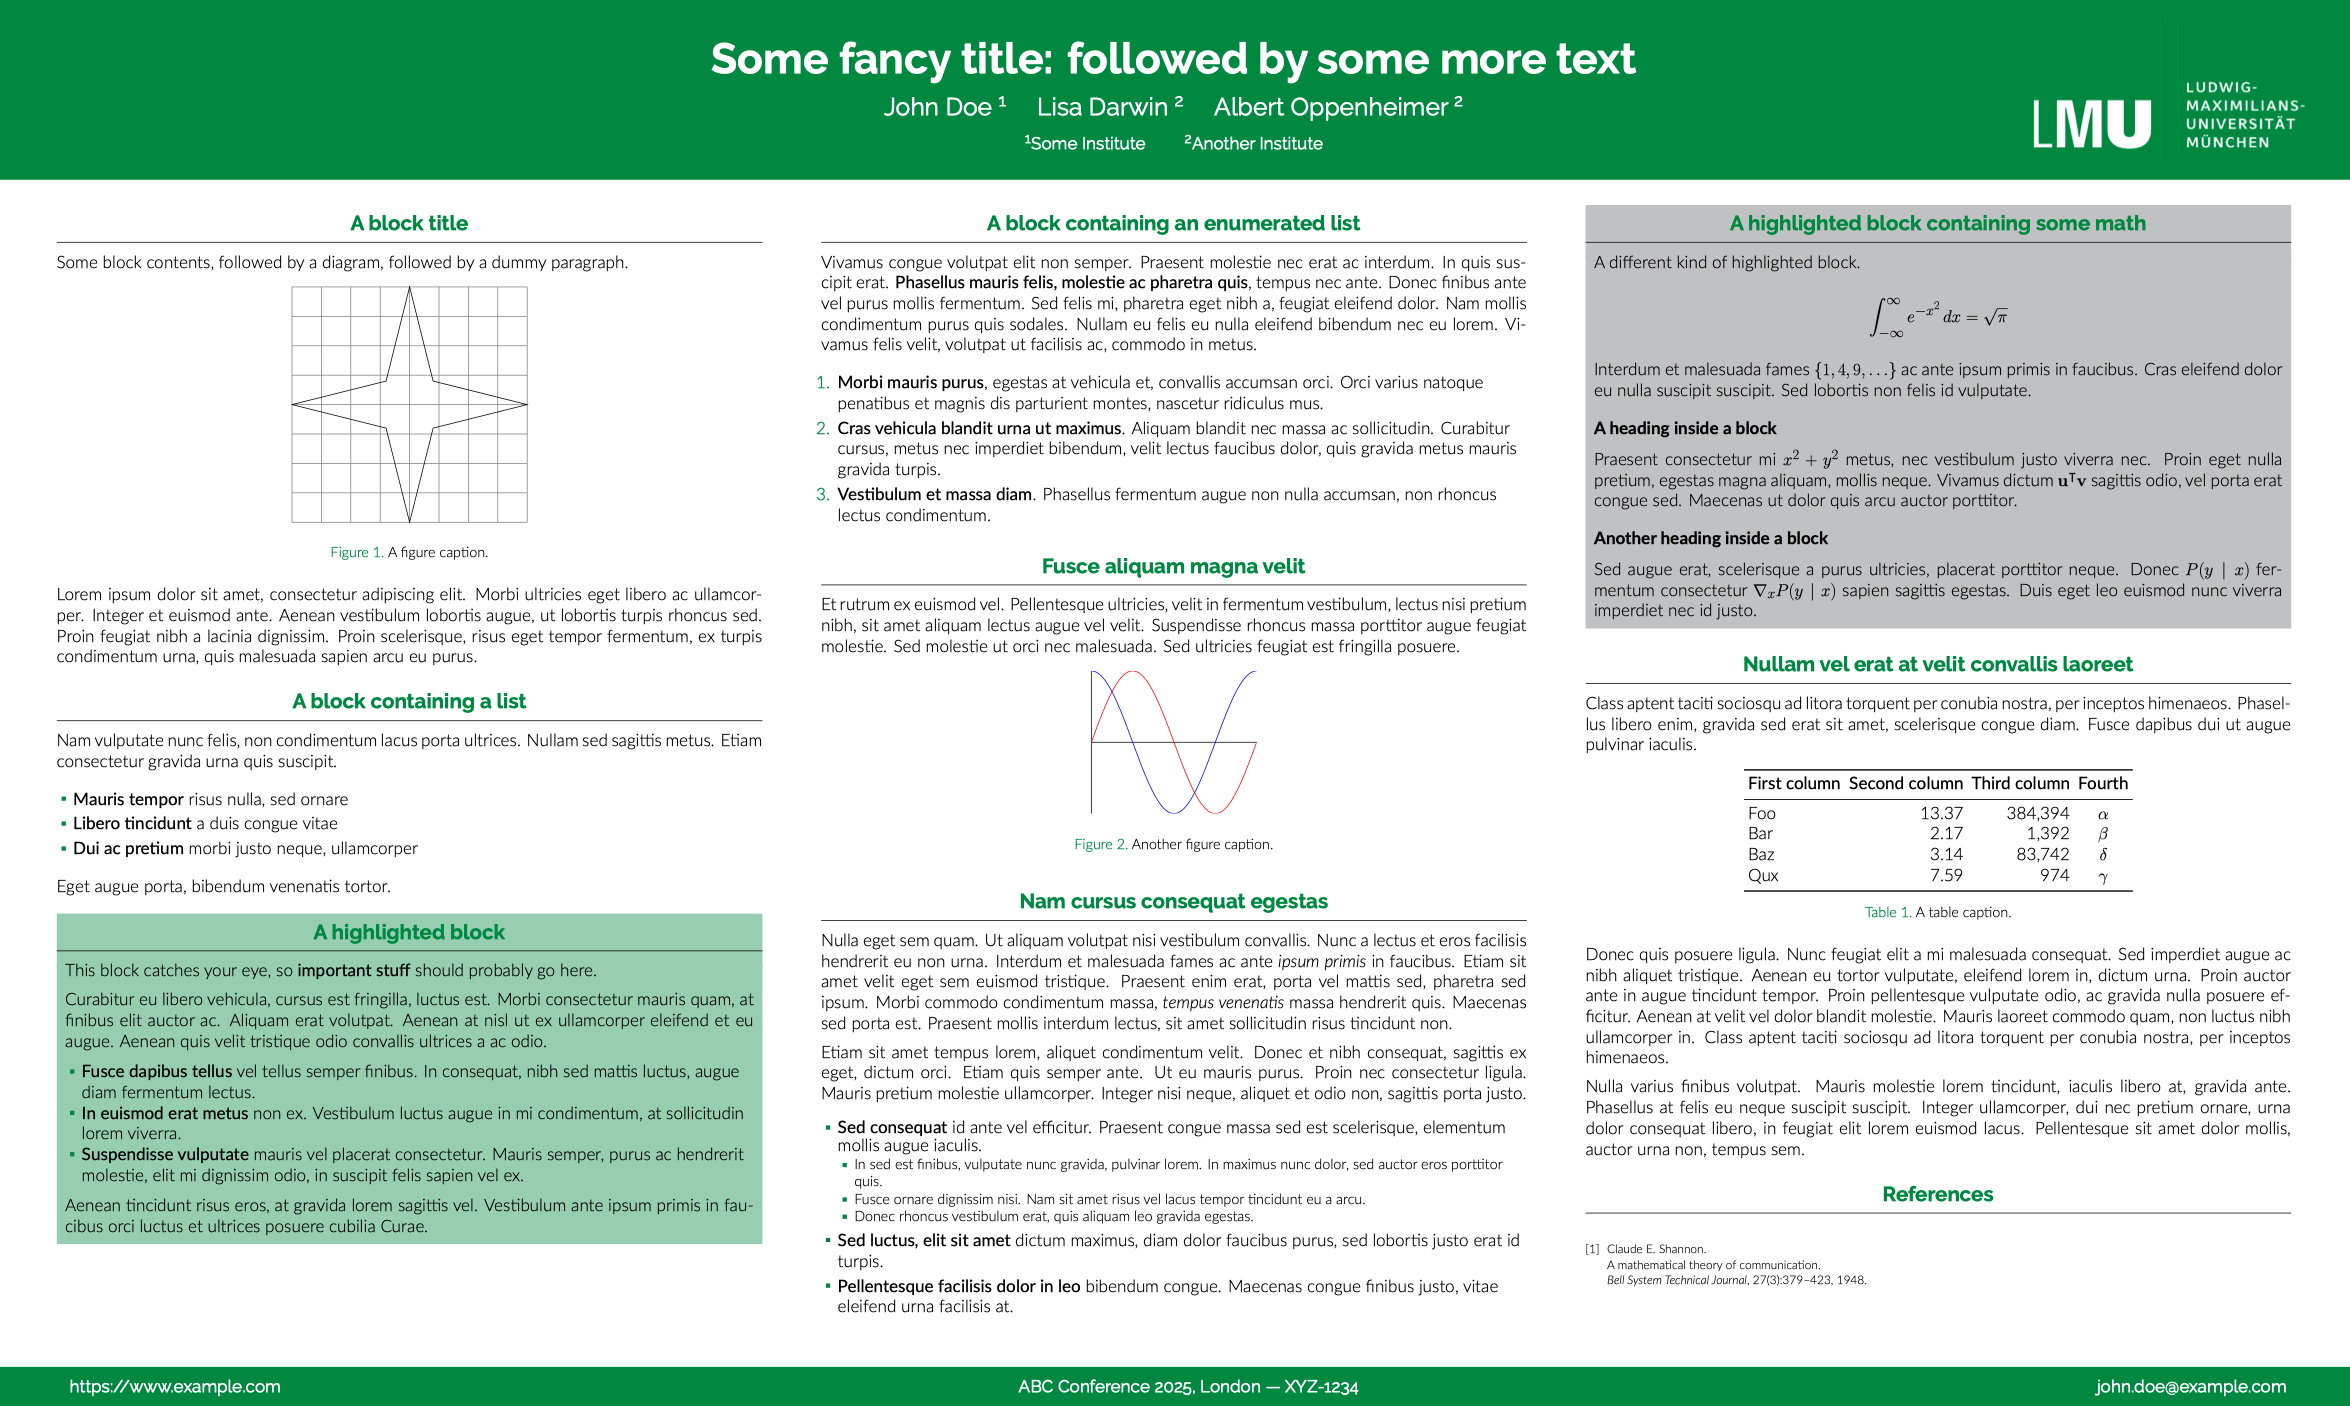 Some fancy title: followed by some more text
John Doe ¹ Lisa Darwin ² Albert Oppenheimer ²
¹Some Institute ²Another Institute
LMU
LUDWIG-
MAXIMILIANS-
UNIVERSITÄT
MÜNCHEN
A block title
Some block contents, followed by a diagram, followed by a dummy paragraph.
Figure 1. A figure caption.
Lorem ipsum dolor sit amet, consectetur adipiscing elit. Morbi ultricies eget libero ac ullamcor-
per. Integer et euismod ante. Aenean vestibulum lobortis augue, ut lobortis turpis rhoncus sed.
Proin feugiat nibh a lacinia dignissim. Proin scelerisque, risus eget tempor fermentum, ex turpis
condimentum urna, quis malesuada sapien arcu eu purus.
A block containing a list
Nam vulputate nunc felis, non condimentum lacus porta ultrices. Nullam sed sagittis metus. Etiam
consectetur gravida urna quis suscipit.
▪ Mauris tempor risus nulla, sed ornare
▪ Libero tincidunt a duis congue vitae
▪ Dui ac pretium morbi justo neque, ullamcorper
Eget augue porta, bibendum venenatis tortor.
A highlighted block
This block catches your eye, so important stuff should probably go here.
Curabitur eu libero vehicula, cursus est fringilla, luctus est. Morbi consectetur mauris quam, at
finibus elit auctor ac. Aliquam erat volutpat. Aenean at nisl ut ex ullamcorper eleifend et eu
augue. Aenean quis velit tristique odio convallis ultrices a ac odio.
▪ Fusce dapibus tellus vel tellus semper finibus. In consequat, nibh sed mattis luctus, augue
diam fermentum lectus.
▪ In euismod erat metus non ex. Vestibulum luctus augue in mi condimentum, at sollicitudin
lorem viverra.
▪ Suspendisse vulputate mauris vel placerat consectetur. Mauris semper, purus ac hendrerit
molestie, elit mi dignissim odio, in suscipit felis sapien vel ex.
Aenean tincidunt risus eros, at gravida lorem sagittis vel. Vestibulum ante ipsum primis in fau-
cibus orci luctus et ultrices posuere cubilia Curae.
A block containing an enumerated list
Vivamus congue volutpat elit non semper. Praesent molestie nec erat ac interdum. In quis sus-
cipit erat. Phasellus mauris felis, molestie ac pharetra quis, tempus nec ante. Donec finibus ante
vel purus mollis fermentum. Sed felis mi, pharetra eget nibh a, feugiat eleifend dolor. Nam mollis
condimentum purus quis sodales. Nullam eu felis eu nulla eleifend bibendum nec eu lorem. Vi-
vamus felis velit, volutpat ut facilisis ac, commodo in metus.
1. Morbi mauris purus, egestas at vehicula et, convallis accumsan orci. Orci varius natoque
penatibus et magnis dis parturient montes, nascetur ridiculus mus.
2. Cras vehicula blandit urna ut maximus. Aliquam blandit nec massa ac sollicitudin. Curabitur
cursus, metus nec imperdiet bibendum, velit lectus faucibus dolor, quis gravida metus mauris
gravida turpis.
3. Vestibulum et massa diam. Phasellus fermentum augue non nulla accumsan, non rhoncus
lectus condimentum.
Fusce aliquam magna velit
Et rutrum ex euismod vel. Pellentesque ultricies, velit in fermentum vestibulum, lectus nisi pretium
nibh, sit amet aliquam lectus augue vel velit. Suspendisse rhoncus massa porttitor augue feugiat
molestie. Sed molestie ut orci nec malesuada. Sed ultricies feugiat est fringilla posuere.
Figure 2. Another figure caption.
Nam cursus consequat egestas
Nulla eget sem quam. Ut aliquam volutpat nisi vestibulum convallis. Nunc a lectus et eros facilisis
hendrerit eu non urna. Interdum et malesuada fames ac ante ipsum primis in faucibus. Etiam sit
amet velit eget sem euismod tristique. Praesent enim erat, porta vel mattis sed, pharetra sed
ipsum. Morbi commodo condimentum massa, tempus venenatis massa hendrerit quis. Maecenas
sed porta est. Praesent mollis interdum lectus, sit amet sollicitudin risus tincidunt non.
Etiam sit amet tempus lorem, aliquet condimentum velit. Donec et nibh consequat, sagittis ex
eget, dictum orci. Etiam quis semper ante. Ut eu mauris purus. Proin nec consectetur ligula.
Mauris pretium molestie ullamcorper. Integer nisi neque, aliquet et odio non, sagittis porta justo.
▪ Sed consequat id ante vel efficitur. Praesent congue massa sed est scelerisque, elementum
mollis augue iaculis.
▪ In sed est finibus, vulputate nunc gravida, pulvinar lorem. In maximus nunc dolor, sed auctor eros porttitor
quis.
▪ Fusce ornare dignissim nisi. Nam sit amet risus vel lacus tempor tincidunt eu a arcu.
▪ Donec rhoncus vestibulum erat, quis aliquam leo gravida egestas.
▪ Sed luctus, elit sit amet dictum maximus, diam dolor faucibus purus, sed lobortis justo erat id
turpis.
▪ Pellentesque facilisis dolor in leo bibendum congue. Maecenas congue finibus justo, vitae
eleifend urna facilisis at.
A highlighted block containing some math
A different kind of highlighted block.
∫_{−∞}^{∞} e^{−x²} dx = √π
Interdum et malesuada fames {1, 4, 9, . . .} ac ante ipsum primis in faucibus. Cras eleifend dolor
eu nulla suscipit suscipit. Sed lobortis non felis id vulputate.
A heading inside a block
Praesent consectetur mi x² + y² metus, nec vestibulum justo viverra nec. Proin eget nulla
pretium, egestas magna aliquam, mollis neque. Vivamus dictum u⊤v sagittis odio, vel porta erat
congue sed. Maecenas ut dolor quis arcu auctor porttitor.
Another heading inside a block
Sed augue erat, scelerisque a purus ultricies, placerat porttitor neque. Donec P(y | x) fer-
mentum consectetur ∇ₓP(y | x) sapien sagittis egestas. Duis eget leo euismod nunc viverra
imperdiet nec id justo.
Nullam vel erat at velit convallis laoreet
Class aptent taciti sociosqu ad litora torquent per conubia nostra, per inceptos himenaeos. Phasel-
lus libero enim, gravida sed erat sit amet, scelerisque congue diam. Fusce dapibus dui ut augue
pulvinar iaculis.
First column Second column Third column Fourth
Foo 13.37 384,394 α
Bar 2.17 1,392 β
Baz 3.14 83,742 δ
Qux 7.59 974 γ
Table 1. A table caption.
Donec quis posuere ligula. Nunc feugiat elit a mi malesuada consequat. Sed imperdiet augue ac
nibh aliquet tristique. Aenean eu tortor vulputate, eleifend lorem in, dictum urna. Proin auctor
ante in augue tincidunt tempor. Proin pellentesque vulputate odio, ac gravida nulla posuere ef-
ficitur. Aenean at velit vel dolor blandit molestie. Mauris laoreet commodo quam, non luctus nibh
ullamcorper in. Class aptent taciti sociosqu ad litora torquent per conubia nostra, per inceptos
himenaeos.
Nulla varius finibus volutpat. Mauris molestie lorem tincidunt, iaculis libero at, gravida ante.
Phasellus at felis eu neque suscipit suscipit. Integer ullamcorper, dui nec pretium ornare, urna
dolor consequat libero, in feugiat elit lorem euismod lacus. Pellentesque sit amet dolor mollis,
auctor urna non, tempus sem.
References
[1] Claude E. Shannon.
A mathematical theory of communication.
Bell System Technical Journal, 27(3):379–423, 1948.
https://www.example.com
ABC Conference 2025, London — XYZ-1234
john.doe@example.com